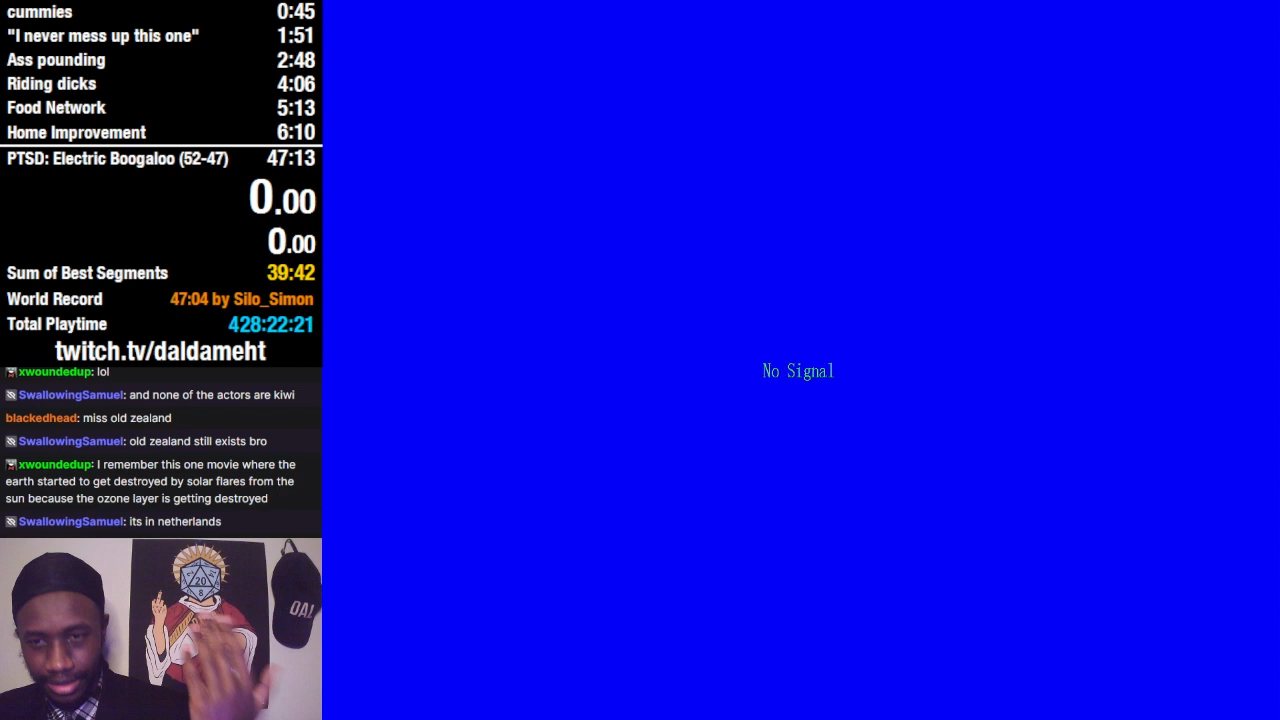 cummies 0:45
"I never mess up this one" 1:51
Ass pounding 2:48
Riding dicks 4:06
Food Network 5:13
Home Improvement 6:10
PTSD: Electric Boogaloo (52-47) 47:13
0.00
0.00
Sum of Best Segments 39:42
World Record 47:04 by Silo_Simon
Total Playtime 428:22:21
twitch.tv/daldameht
xwoundedup: lol
SwallowingSamuel: and none of the actors are kiwi
blackedhead: miss old zealand
SwallowingSamuel: old zealand still exists bro
xwoundedup: I remember this one movie where the
earth started to get destroyed by solar flares from the
sun because the ozone layer is getting destroyed
SwallowingSamuel: its in netherlands
No Signal
20
8